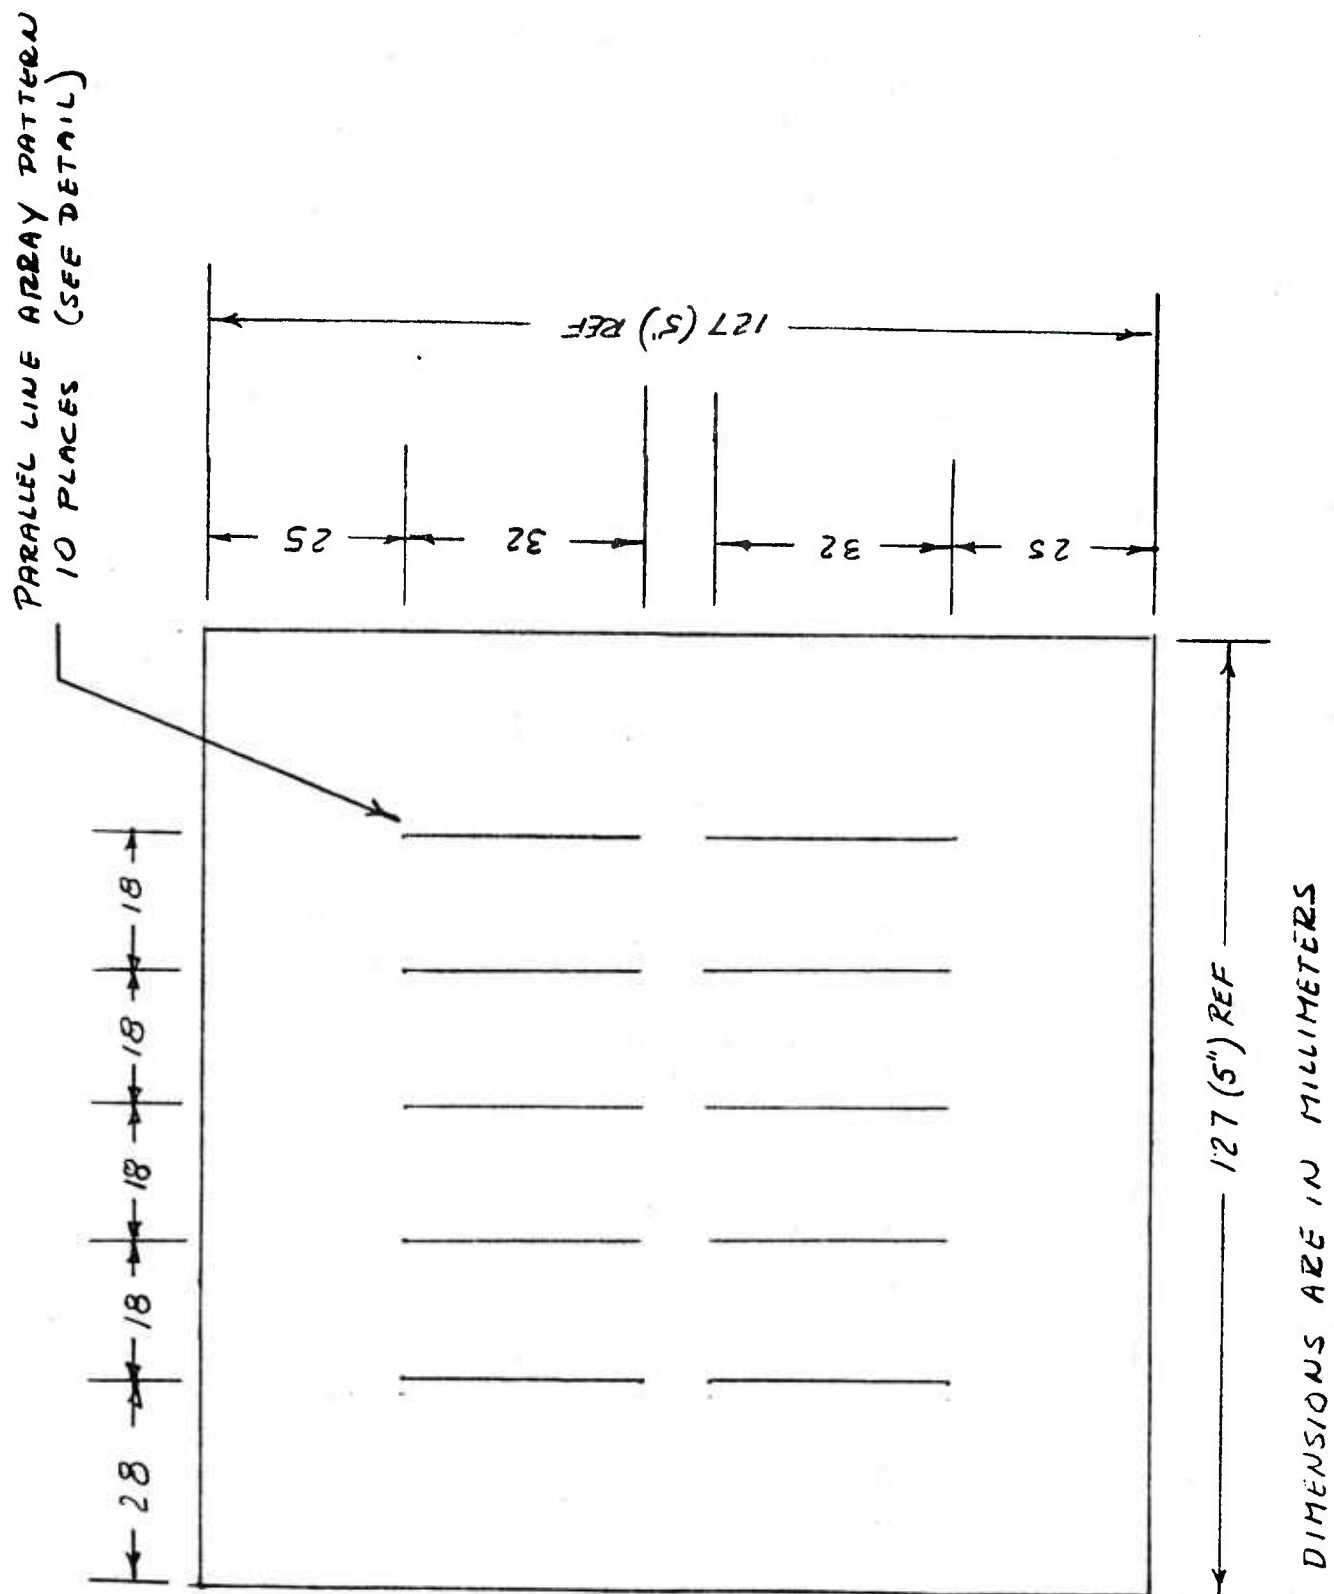 PARALLEL LINE ARRAY PATTERN
10 PLACES (SEE DETAIL)
127 (5") REF
25
32
32
25
18
18
18
18
28
127 (5") REF
DIMENSIONS ARE IN MILLIMETERS